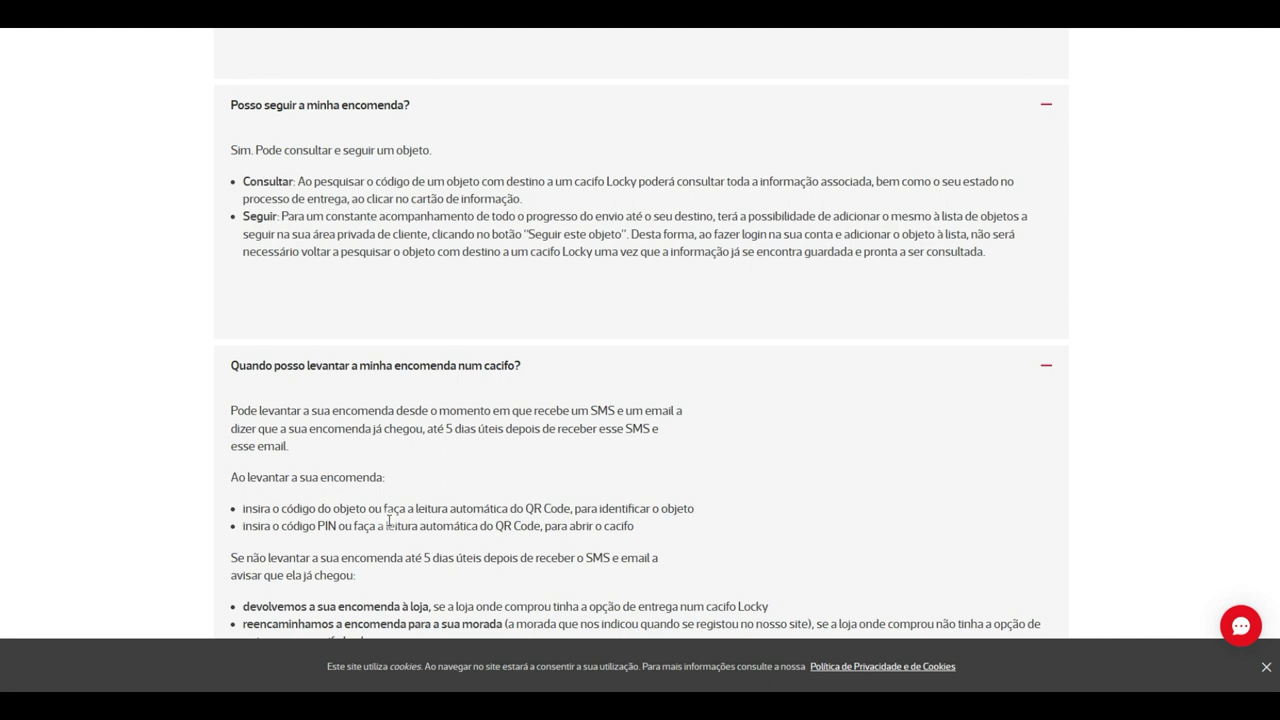 Posso seguir a minha encomenda?
Sim. Pode consultar e seguir um objeto.
• Consultar: Ao pesquisar o código de um objeto com destino a um cacifo Locky poderá consultar toda a informação associada, bem como o seu estado no
processo de entrega, ao clicar no cartão de informação.
• Seguir: Para um constante acompanhamento de todo o progresso do envio até o seu destino, terá a possibilidade de adicionar o mesmo à lista de objetos a
seguir na sua área privada de cliente, clicando no botão "Seguir este objeto". Desta forma, ao fazer login na sua conta e adicionar o objeto à lista, não será
necessário voltar a pesquisar o objeto com destino a um cacifo Locky uma vez que a informação já se encontra guardada e pronta a ser consultada.
Quando posso levantar a minha encomenda num cacifo?
Pode levantar a sua encomenda desde o momento em que recebe um SMS e um email a
dizer que a sua encomenda já chegou, até 5 dias úteis depois de receber esse SMS e
esse email.
Ao levantar a sua encomenda:
• insira o código do objeto ou faça a leitura automática do QR Code, para identificar o objeto
• insira o código PIN ou faça a leitura automática do QR Code, para abrir o cacifo
Se não levantar a sua encomenda até 5 dias úteis depois de receber o SMS e email a
avisar que ela já chegou:
• devolvemos a sua encomenda à loja, se a loja onde comprou tinha a opção de entrega num cacifo Locky
• reencaminhamos a encomenda para a sua morada (a morada que nos indicou quando se registou no nosso site), se a loja onde comprou não tinha a opção de
Este site utiliza cookies. Ao navegar no site estará a consentir a sua utilização. Para mais informações consulte a nossa Política de Privacidade e de Cookies